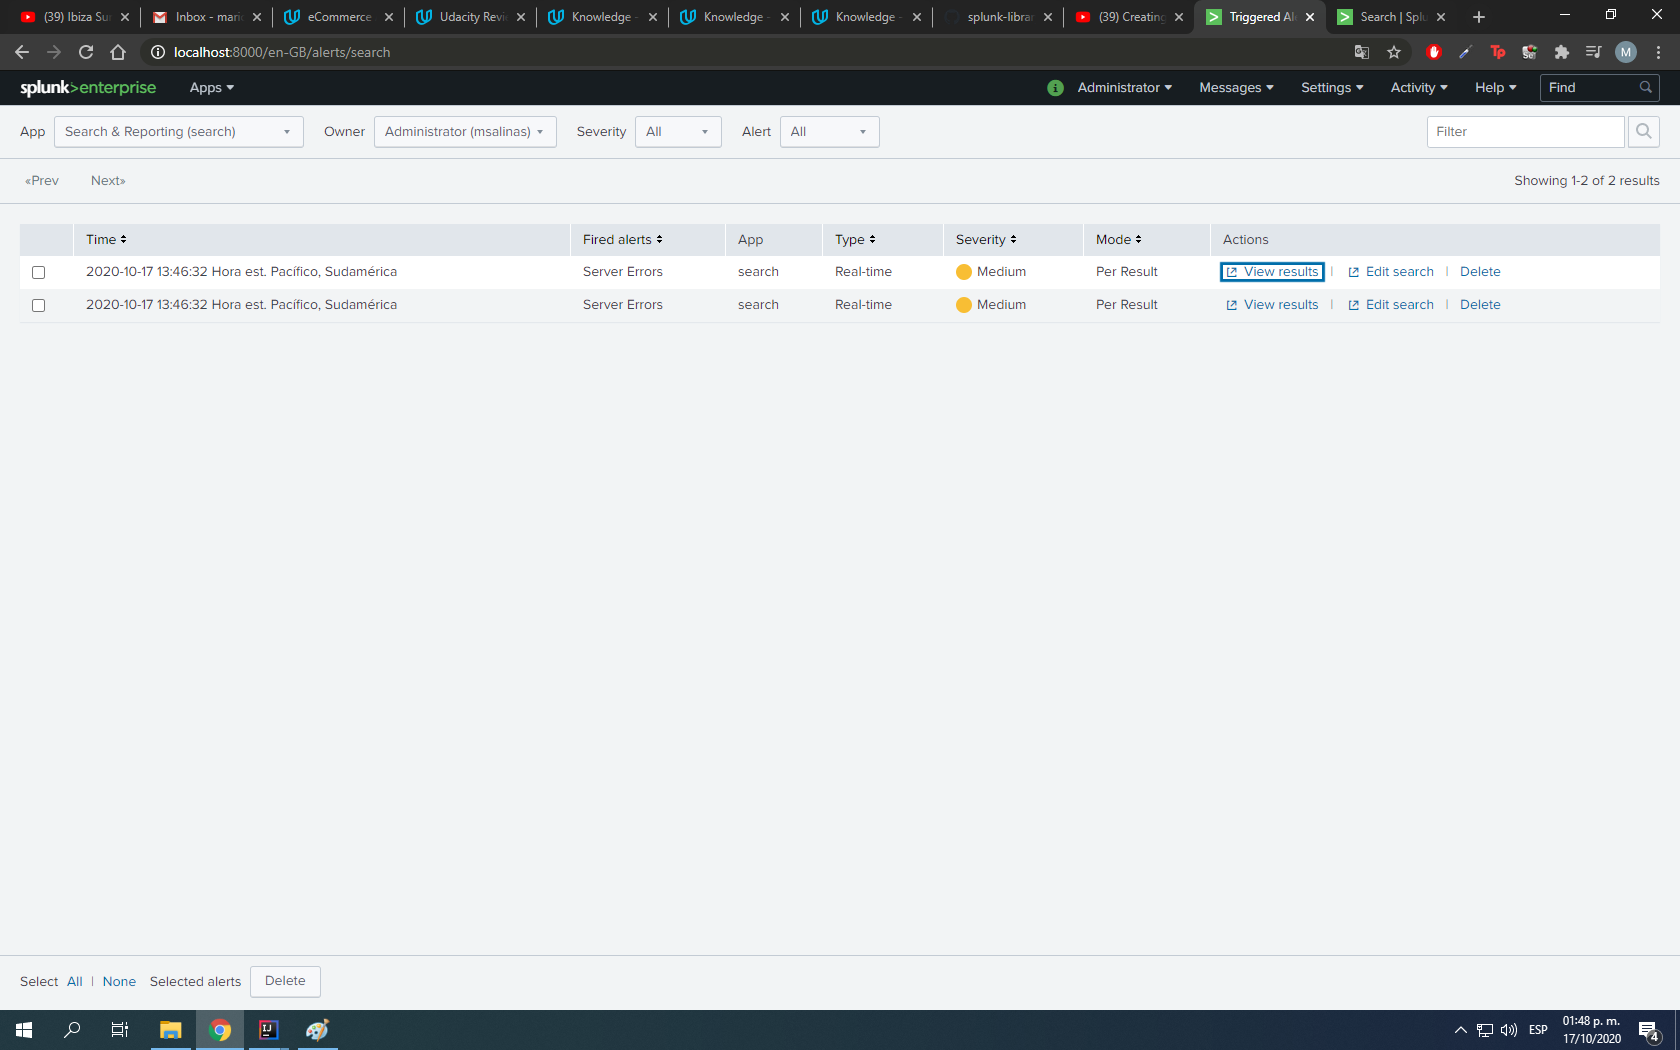 (39) Ibiza Su
Inbox - mari
eCommerce
Udacity Revi
Knowledge -
Knowledge -
Knowledge -
splunk-librar
(39) Creating
Triggered Al
Search | Splu
localhost:8000/en-GB/alerts/search
M
splunk>enterprise Apps
i Administrator Messages Settings Activity Help Find
App Search & Reporting (search) Owner Administrator (msalinas) Severity All Alert All Filter
«Prev Next» Showing 1-2 of 2 results
Time Fired alerts App Type Severity Mode Actions
2020-10-17 13:46:32 Hora est. Pacífico, Sudamérica Server Errors search Real-time Medium Per Result View results | Edit search | Delete
2020-10-17 13:46:32 Hora est. Pacífico, Sudamérica Server Errors search Real-time Medium Per Result View results | Edit search | Delete
Select All | None Selected alerts Delete
IJ
ESP
01:48 p. m.
17/10/2020
4